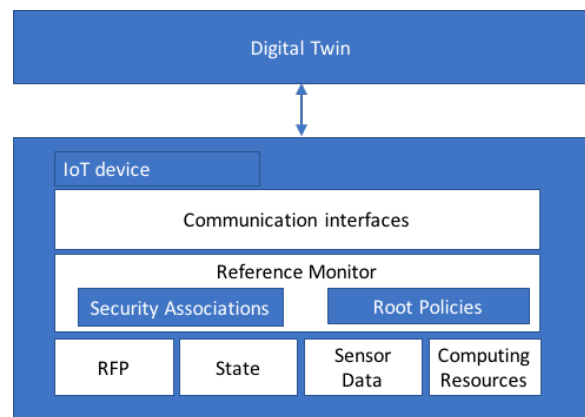 Digital Twin
IoT device
Communication interfaces
Reference Monitor
Security Associations
Root Policies
RFP
State
Sensor
Data
Computing
Resources